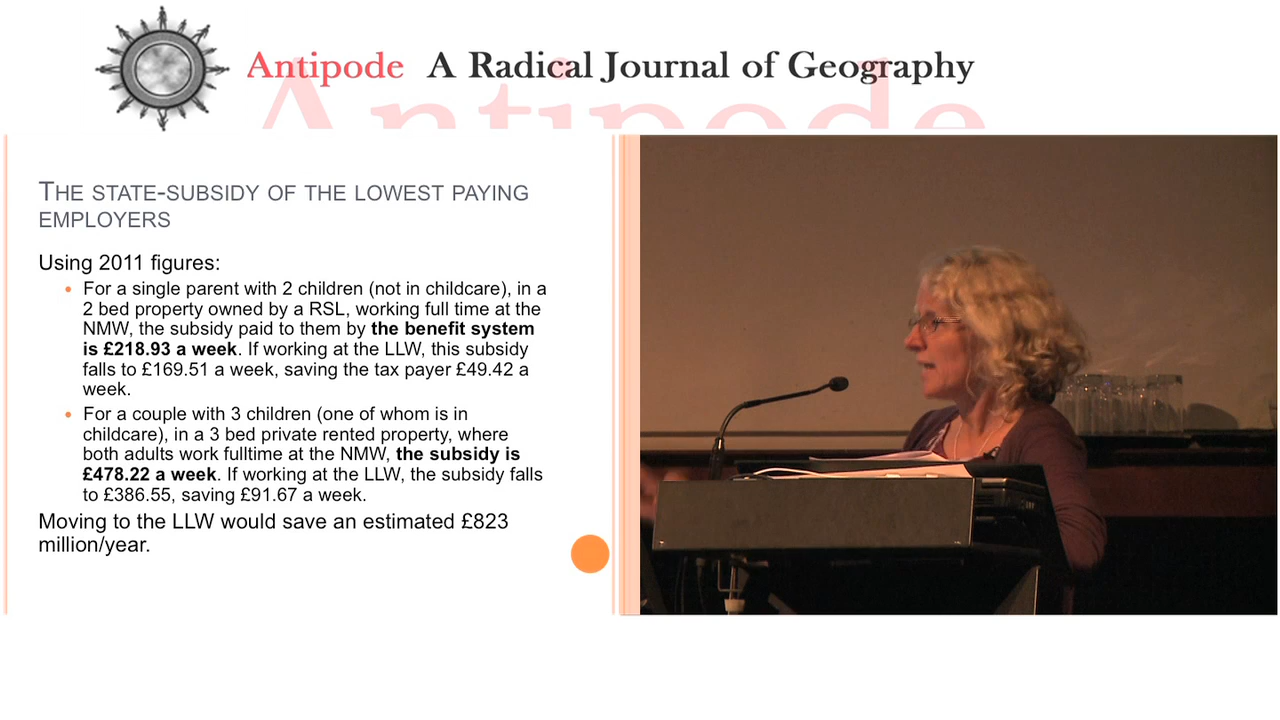 Antipode A Radical Journal of Geography
Antipode
THE STATE-SUBSIDY OF THE LOWEST PAYING
EMPLOYERS
Using 2011 figures:
• For a single parent with 2 children (not in childcare), in a
2 bed property owned by a RSL, working full time at the
NMW, the subsidy paid to them by the benefit system
is £218.93 a week. If working at the LLW, this subsidy
falls to £169.51 a week, saving the tax payer £49.42 a
week.
• For a couple with 3 children (one of whom is in
childcare), in a 3 bed private rented property, where
both adults work fulltime at the NMW, the subsidy is
£478.22 a week. If working at the LLW, the subsidy falls
to £386.55, saving £91.67 a week.
Moving to the LLW would save an estimated £823
million/year.